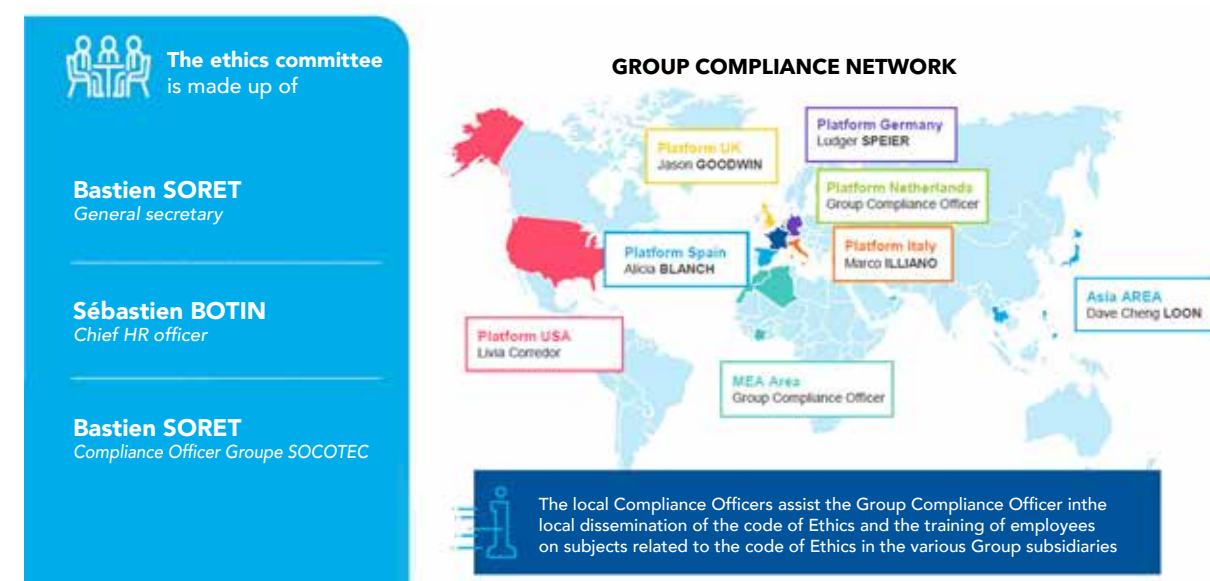 The ethics committee
is made up of
Bastien SORET
General secretary
Sébastien BOTIN
Chief HR officer
Bastien SORET
Compliance Officer Groupe SOCOTEC
GROUP COMPLIANCE NETWORK
Platform Germany
Ludger SPEIER
Platform UK
Jason GOODWIN
Platform Netherlands
Group Compliance Officer
Platform Spain
Alicia BLANCH
Platform Italy
Marco ILLIANO
Asia AREA
Dave Cheng LOON
Platform USA
Livia Corredor
MEA Area
Group Compliance Officer
The local Compliance Officers assist the Group Compliance Officer inthe
local dissemination of the code of Ethics and the training of employees
on subjects related to the code of Ethics in the various Group subsidiaries